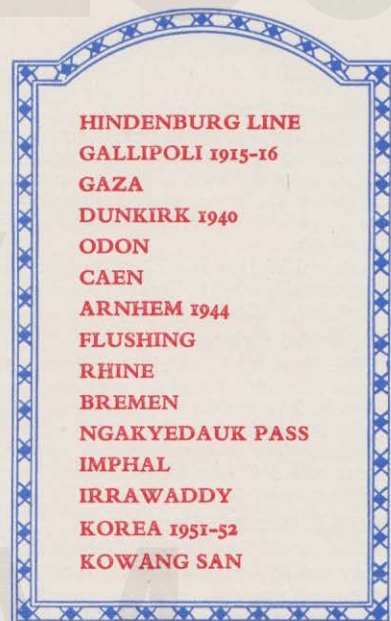 HINDENBURG LINE
GALLIPOLI 1915-16
GAZA
DUNKIRK 1940
ODON
CAEN
ARNHEM 1944
FLUSHING
RHINE
BREMEN
NGAKYEDAUK PASS
IMPHAL
IRRAWADDY
KOREA 1951-52
KOWANG SAN